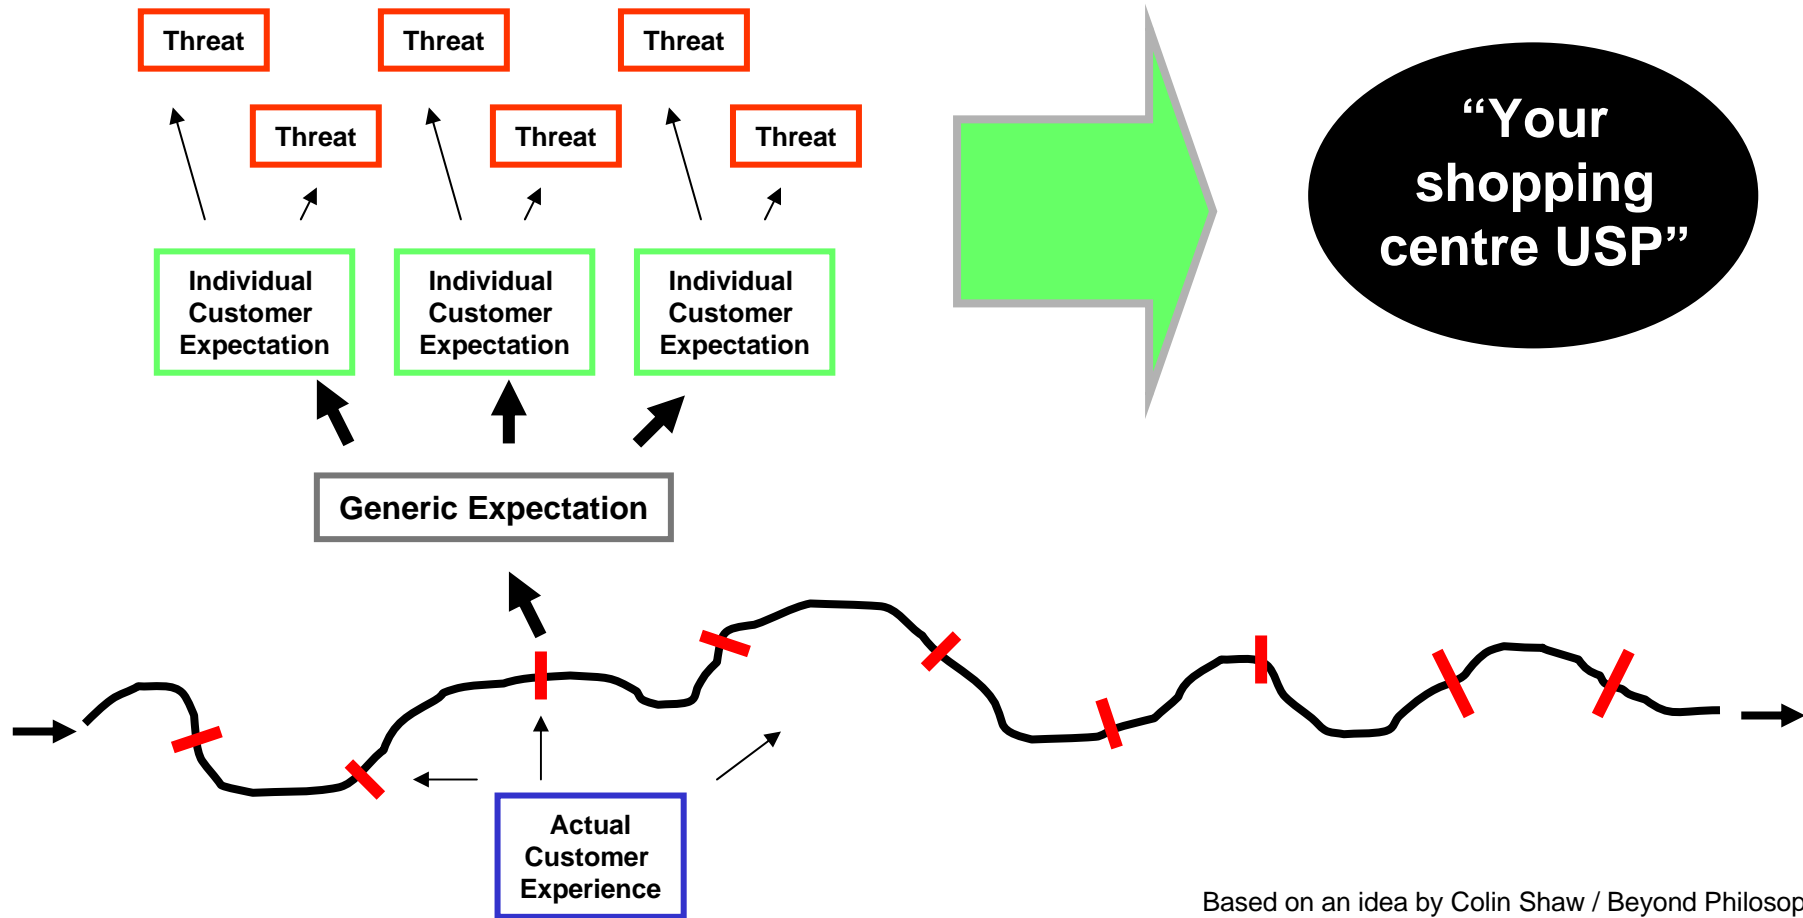 Threat
Threat
Threat
Threat
Threat
Threat
“Your
shopping
centre USP”
Individual
Customer
Expectation
Individual
Customer
Expectation
Individual
Customer
Expectation
Generic Expectation
Actual
Customer
Experience
Based on an idea by Colin Shaw / Beyond Philosop